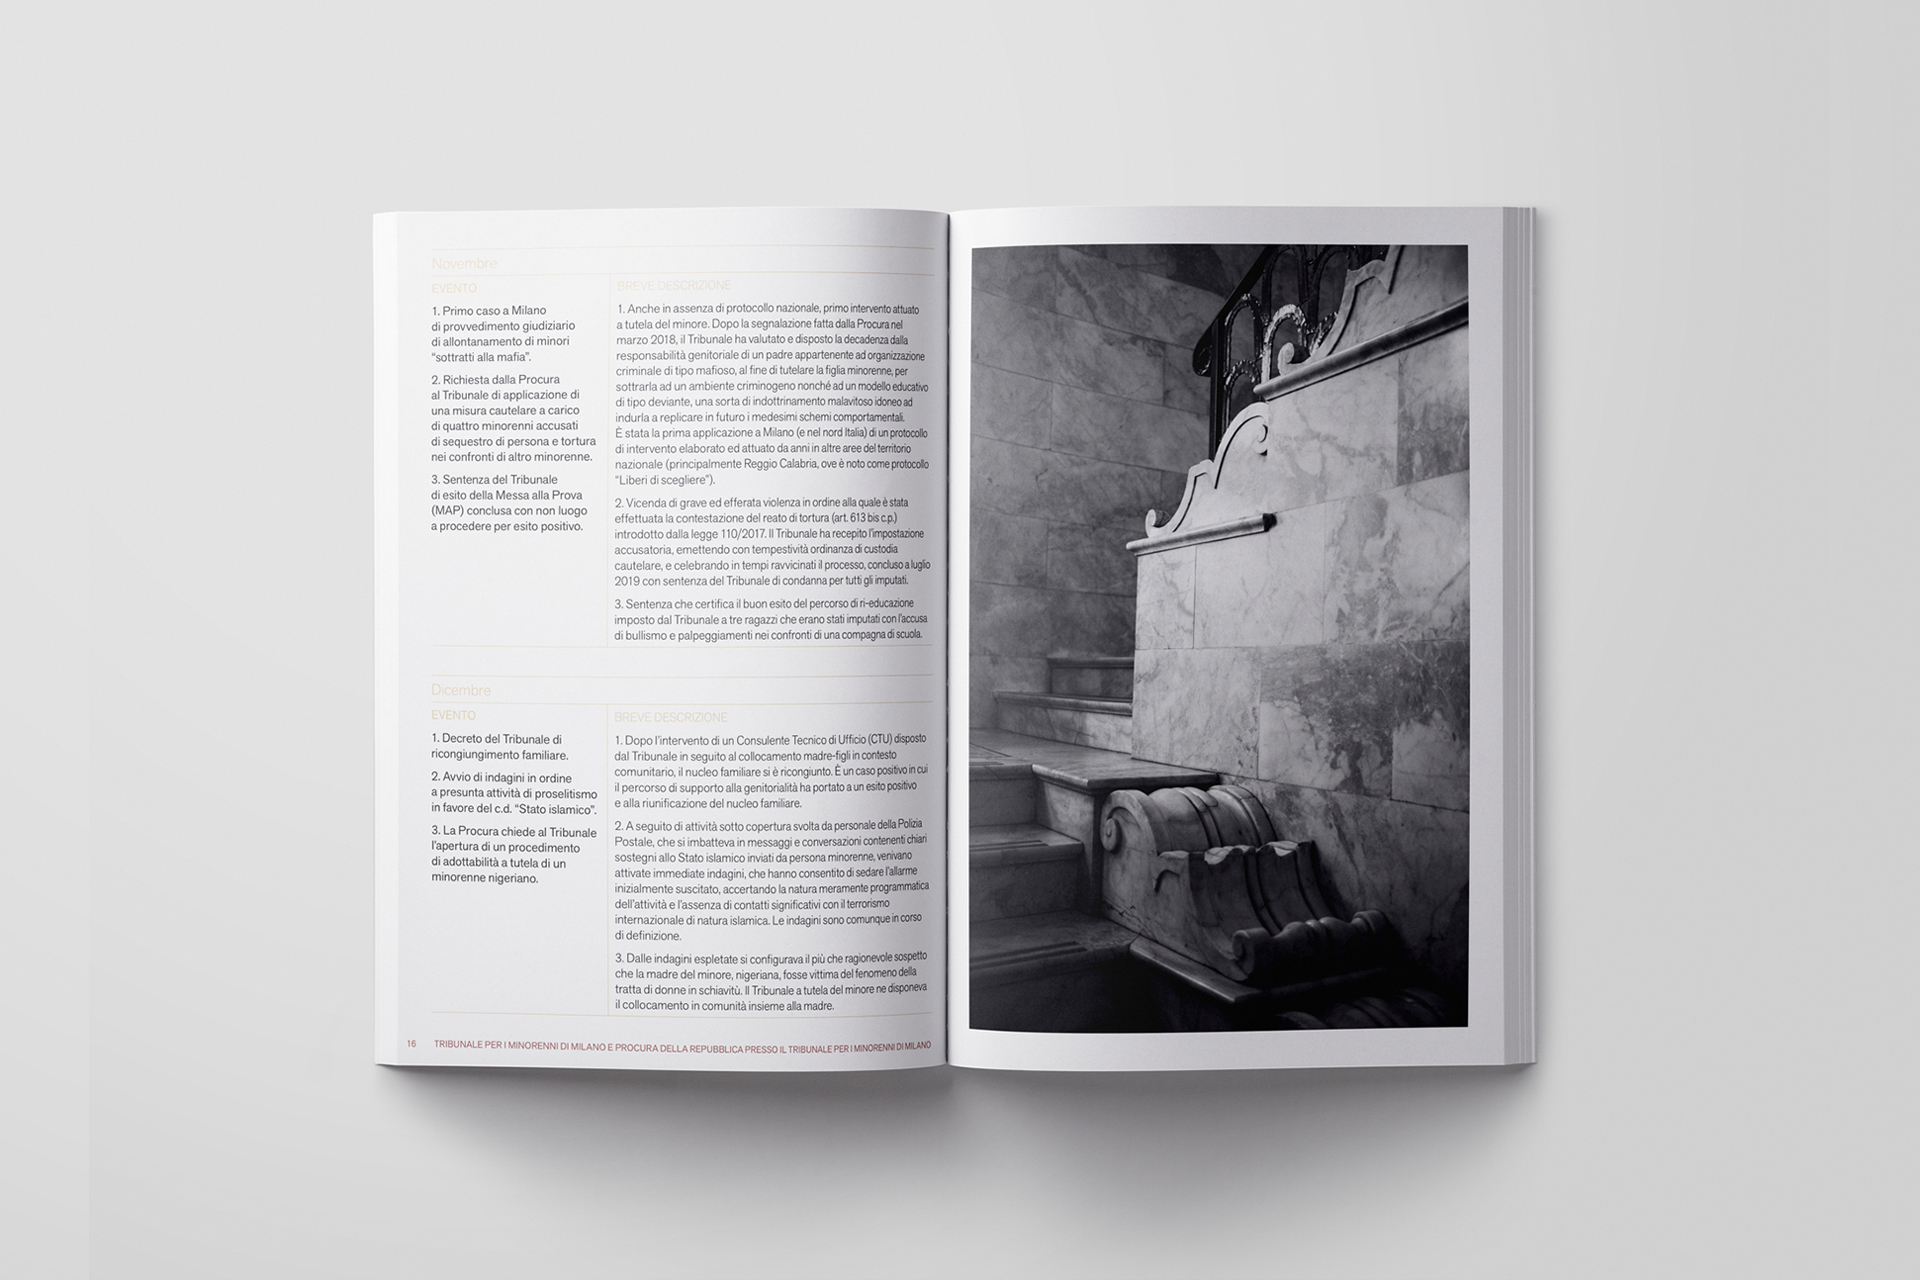 Novembre
EVENTO
1. Primo caso a Milano
di provvedimento giudiziario
di allontanamento di minori
“sottratti alla mafia”.
2. Richiesta dalla Procura
al Tribunale di applicazione di
una misura cautelare a carico
di quattro minorenni accusati
di sequestro di persona e tortura
nei confronti di altro minorenne.
3. Sentenza del Tribunale
di esito della Messa alla Prova
(MAP) conclusa con non luogo
a procedere per esito positivo.
BREVE DESCRIZIONE
1. Anche in assenza di protocollo nazionale, primo intervento attuato
a tutela del minore. Dopo la segnalazione fatta dalla Procura nel
marzo 2018, il Tribunale ha valutato e disposto la decadenza dalla
responsabilità genitoriale di un padre appartenente ad organizzazione
criminale di tipo mafioso, al fine di tutelare la figlia minorenne, per
sottrarla ad un ambiente criminogeno nonché ad un modello educativo
di tipo deviante, una sorta di indottrinamento malavitoso idoneo ad
indurla a replicare in futuro i medesimi schemi comportamentali.
È stata la prima applicazione a Milano (e nel nord Italia) di un protocollo
di intervento elaborato ed attuato da anni in altre aree del territorio
nazionale (principalmente Reggio Calabria, ove è noto come protocollo
“Liberi di scegliere”).
2. Vicenda di grave ed efferata violenza in ordine alla quale è stata
effettuata la contestazione del reato di tortura (art. 613 bis c.p.)
introdotto dalla legge 110/2017. Il Tribunale ha recepito l’impostazione
accusatoria, emettendo con tempestività ordinanza di custodia
cautelare, e celebrando in tempi ravvicinati il processo, concluso a luglio
2019 con sentenza del Tribunale di condanna per tutti gli imputati.
3. Sentenza che certifica il buon esito del percorso di ri-educazione
imposto dal Tribunale a tre ragazzi che erano stati imputati con l’accusa
di bullismo e palpeggiamenti nei confronti di una compagna di scuola.
Dicembre
EVENTO
1. Decreto del Tribunale di
ricongiungimento familiare.
2. Avvio di indagini in ordine
a presunta attività di proselitismo
in favore del c.d. “Stato islamico”.
3. La Procura chiede al Tribunale
l’apertura di un procedimento
di adottabilità a tutela di un
minorenne nigeriano.
BREVE DESCRIZIONE
1. Dopo l’intervento di un Consulente Tecnico di Ufficio (CTU) disposto
dal Tribunale in seguito al collocamento madre-figli in contesto
comunitario, il nucleo familiare si è ricongiunto. È un caso positivo in cui
il percorso di supporto alla genitorialità ha portato a un esito positivo
e alla riunificazione del nucleo familiare.
2. A seguito di attività sotto copertura svolta da personale della Polizia
Postale, che si imbatteva in messaggi e conversazioni contenenti chiari
sostegni allo Stato islamico inviati da persona minorenne, venivano
attivate immediate indagini, che hanno consentito di sedare l’allarme
inizialmente suscitato, accertando la natura meramente programmatica
dell’attività e l’assenza di contatti significativi con il terrorismo
internazionale di natura islamica. Le indagini sono comunque in corso
di definizione.
3. Dalle indagini espletate si configurava il più che ragionevole sospetto
che la madre del minore, nigeriana, fosse vittima del fenomeno della
tratta di donne in schiavitù. Il Tribunale a tutela del minore ne disponeva
il collocamento in comunità insieme alla madre.
16 TRIBUNALE PER I MINORENNI DI MILANO E PROCURA DELLA REPUBBLICA PRESSO IL TRIBUNALE PER I MINORENNI DI MILANO